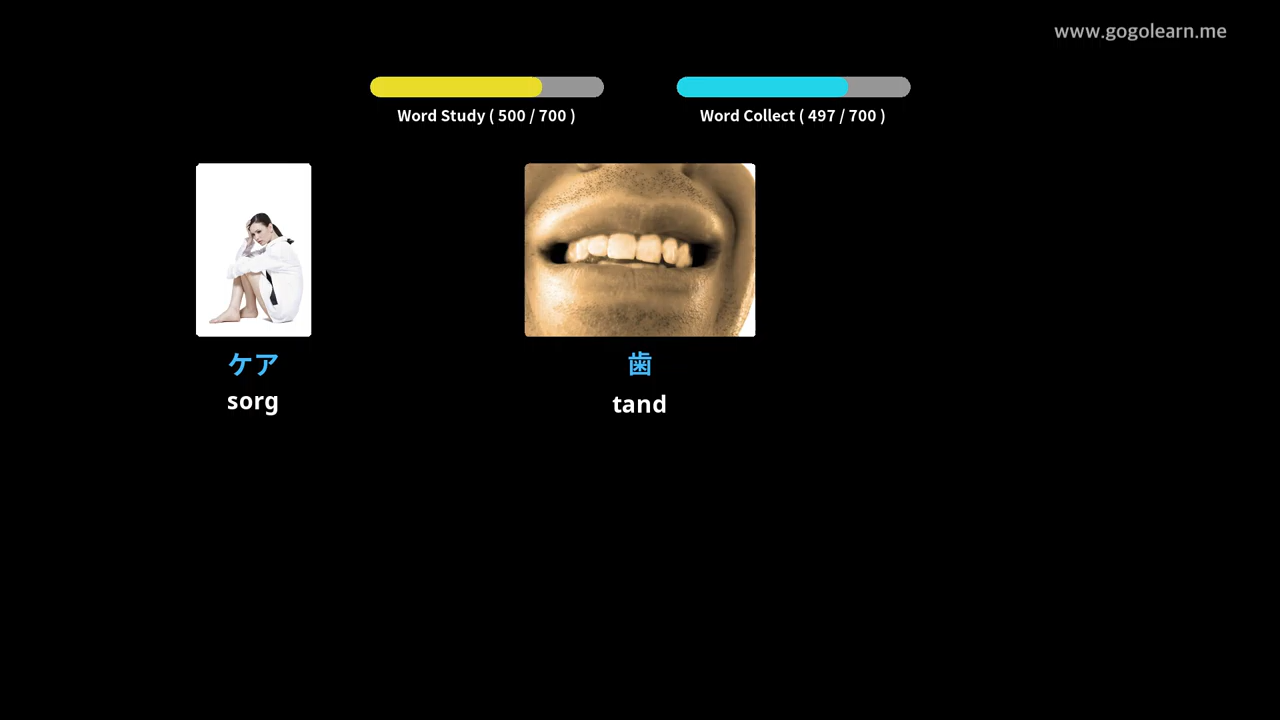 www.gogolearn.me
Word Study ( 500 / 700 )
Word Collect ( 497 / 700 )
ケア
sorg
歯
tand